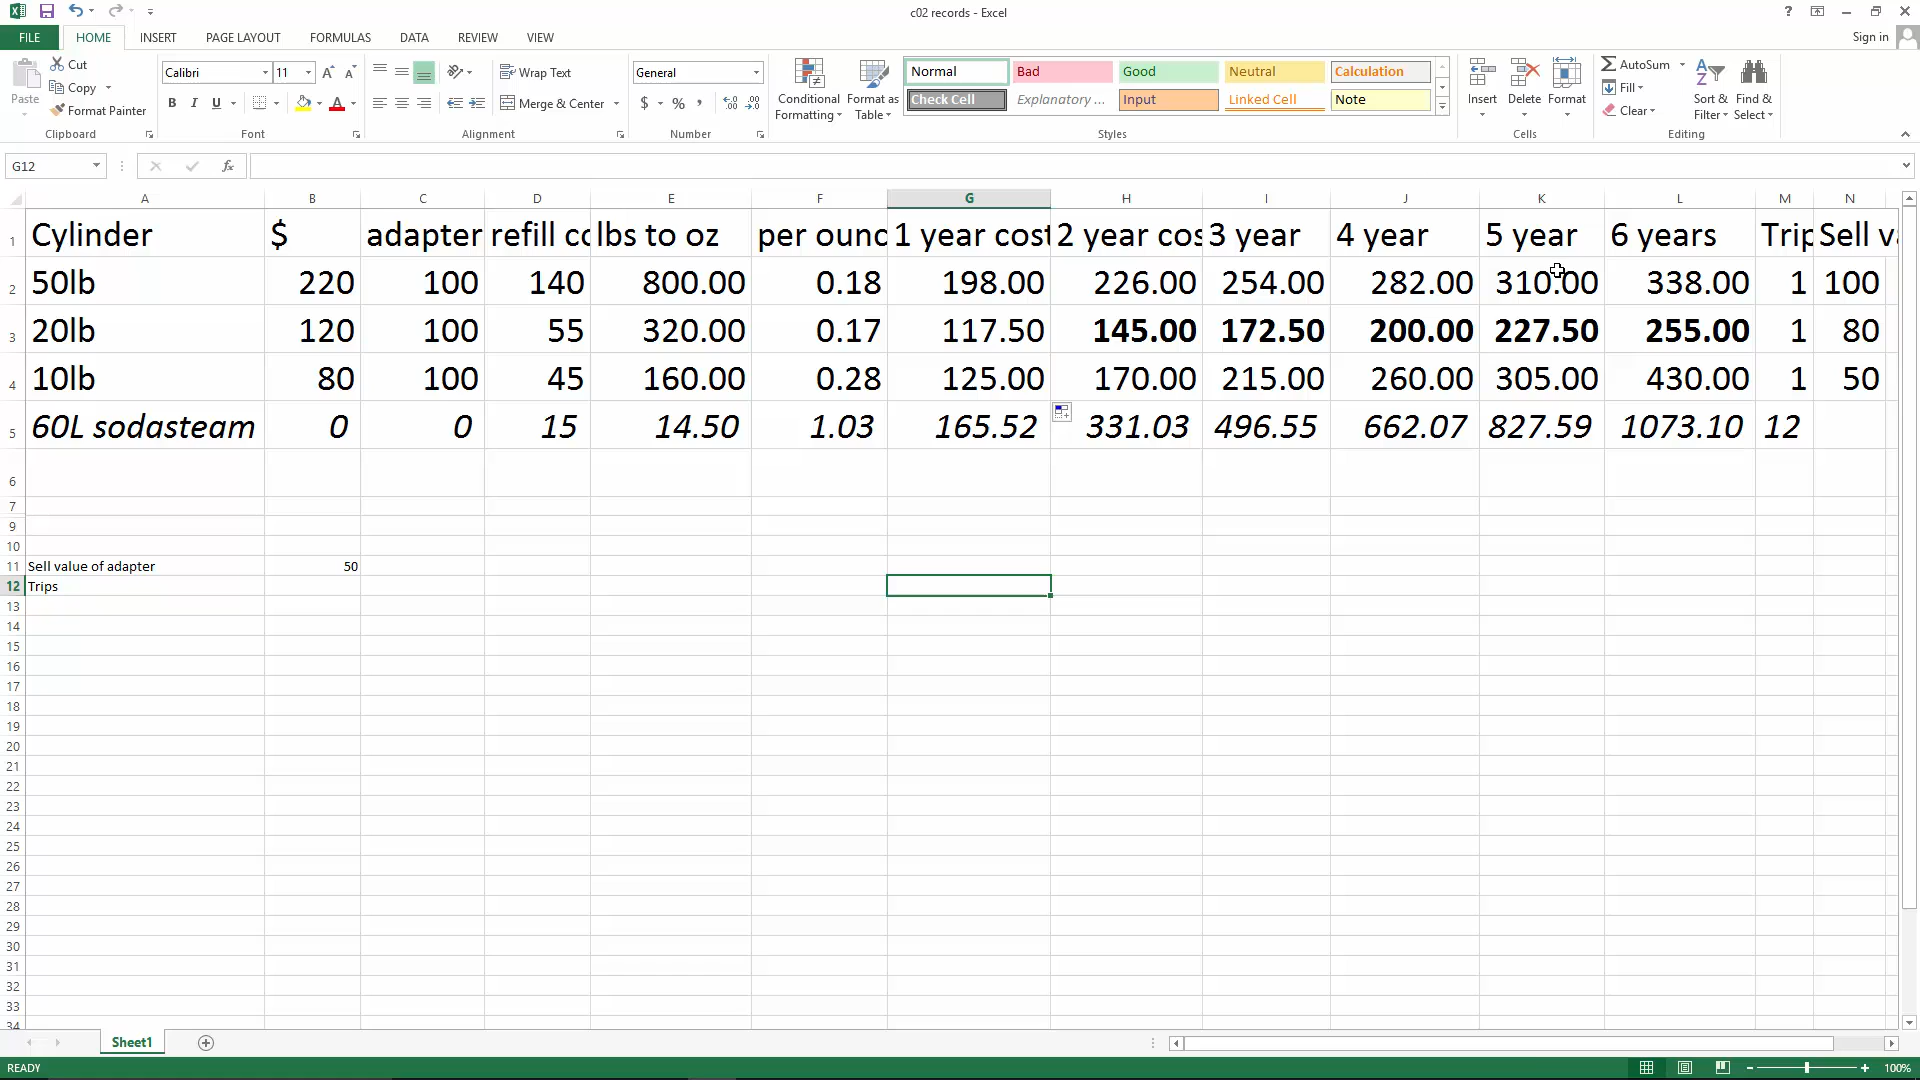 c02 records - Excel
? 
FILE HOME INSERT PAGE LAYOUT FORMULAS DATA REVIEW VIEW Sign in
Paste Cut Copy Format Painter
Calibri 11 A A
B I U A
Wrap Text
Merge & Center
General
$ % ,
Conditional Formatting
Format as Table
Normal Bad Good Neutral Calculation
Check Cell Explanatory ... Input Linked Cell Note
Insert Delete Format
AutoSum
Fill
Clear
Sort & Filter
Find & Select
Clipboard Font Alignment Number Styles Cells Editing
G12 fx
A B C D E F G H I J K L M N
1 Cylinder $ adapter refill co lbs to oz per ounc 1 year cost 2 year cos 3 year 4 year 5 year 6 years Trip Sell va
2 50lb 220 100 140 800.00 0.18 198.00 226.00 254.00 282.00 310.00 338.00 1 100
3 20lb 120 100 55 320.00 0.17 117.50 145.00 172.50 200.00 227.50 255.00 1 80
4 10lb 80 100 45 160.00 0.28 125.00 170.00 215.00 260.00 305.00 430.00 1 50
5 60L sodasteam 0 0 15 14.50 1.03 165.52 331.03 496.55 662.07 827.59 1073.10 12
6
7
9
10
11 Sell value of adapter 50
12 Trips
13
14
15
16
17
18
19
20
21
22
23
24
25
26
27
28
29
30
31
32
33
34
Sheet1
READY 100%